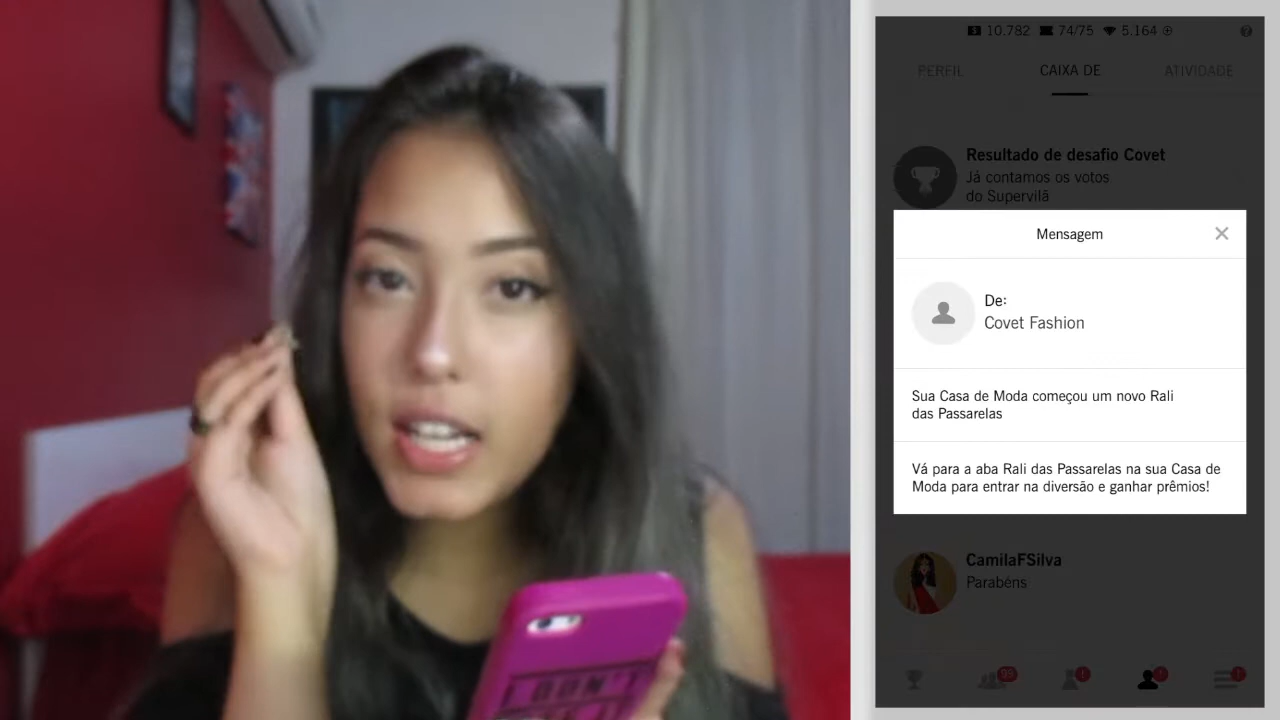 10.782 74/75 5.164
PERFIL CAIXA DE ATIVIDADE
Resultado de desafio Covet
Já contamos os votos
do Supervilã
Mensagem
De:
Covet Fashion
Sua Casa de Moda começou um novo Rali
das Passarelas
Vá para a aba Rali das Passarelas na sua Casa de
Moda para entrar na diversão e ganhar prêmios!
CamilaFSilva
Parabéns
I DON'T